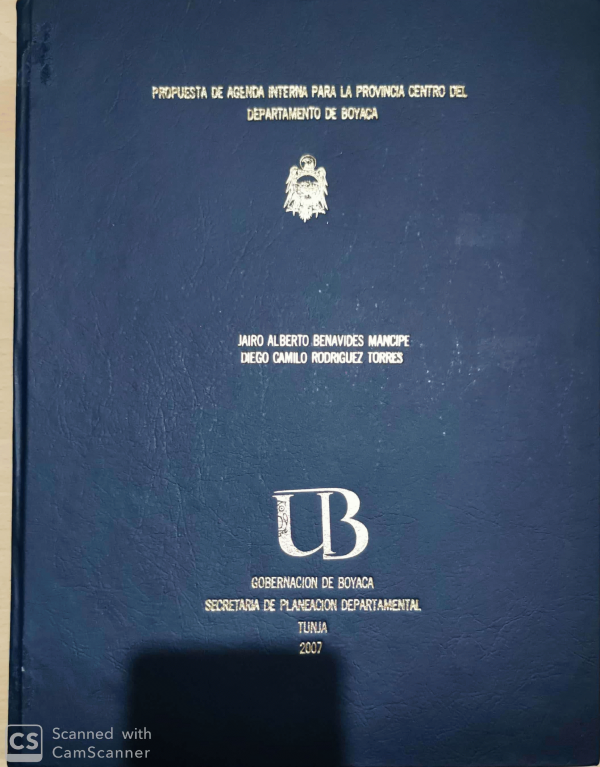 PROPUESTA DE AGENDA INTERNA PARA LA PROVINCIA CENTRO DEL
DEPARTAMENTO DE BOYACA
JAIRO ALBERTO BENAVIDES MANCIPE
DIEGO CAMILO RODRIGUEZ TORRES
UB
GOBERNACION DE BOYACA
SECRETARIA DE PLANEACION DEPARTAMENTAL
TUNJA
2007
CS Scanned with
CamScanner